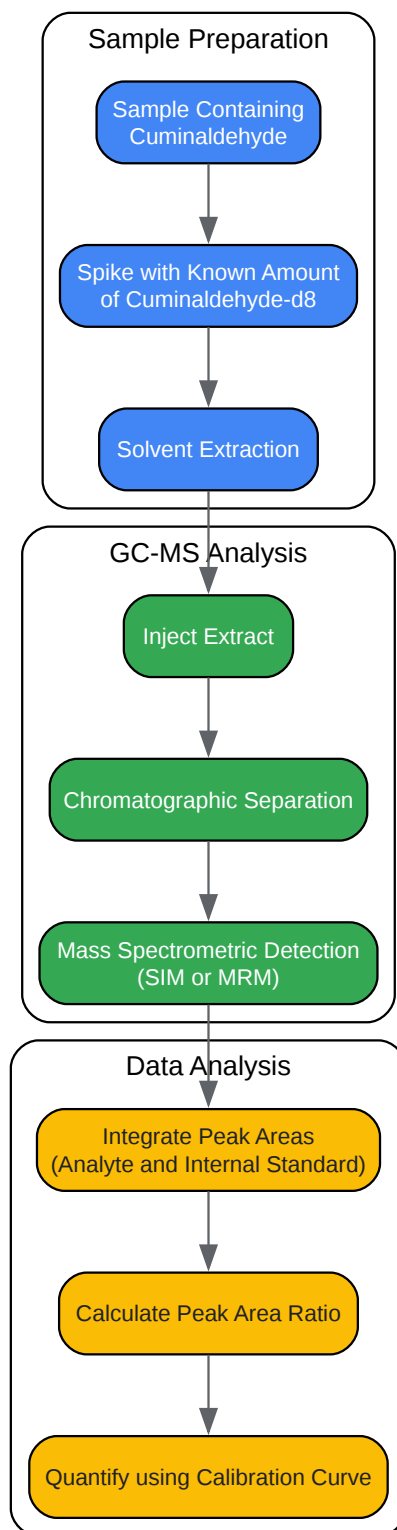 Sample Preparation
Sample Containing
Cuminaldehyde
Spike with Known Amount
of Cuminaldehyde-d8
Solvent Extraction
GC-MS Analysis
Inject Extract
Chromatographic Separation
Mass Spectrometric Detection
(SIM or MRM)
Data Analysis
Integrate Peak Areas
(Analyte and Internal Standard)
Calculate Peak Area Ratio
Quantify using Calibration Curve